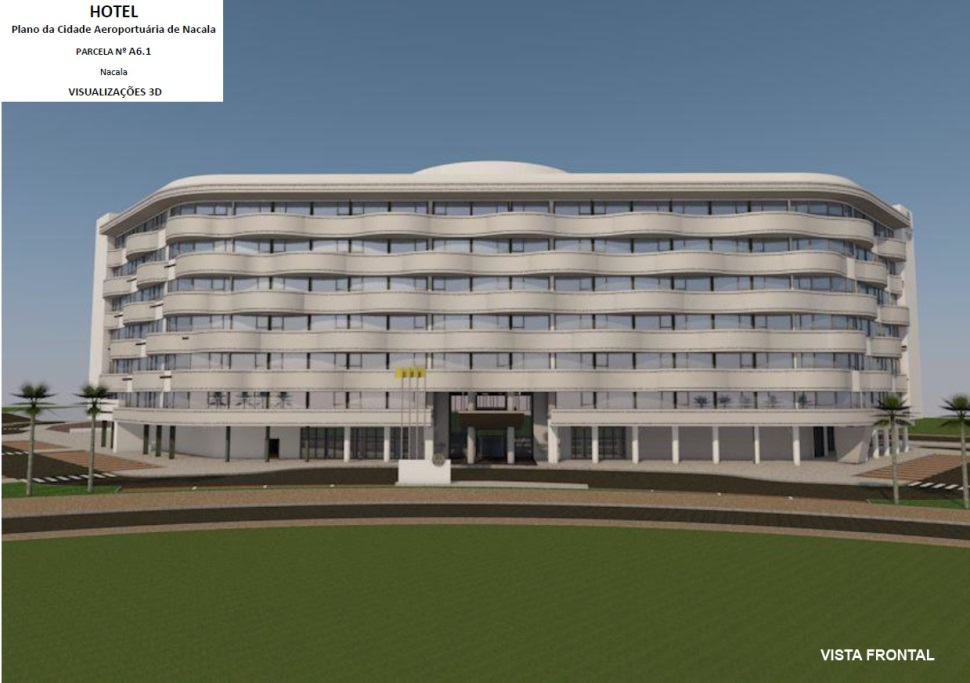 HOTEL
Plano da Cidade Aeroportuária de Nacala
PARCELA Nº A6.1
Nacala
VISUALIZAÇÕES 3D
VISTA FRONTAL